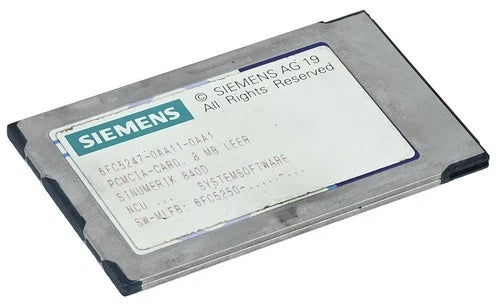 © SIEMENS AG 19
All Rights Reserved
SIEMENS
6FC5247-0AA11-0AA1
PCMCIA-CARD, 8 MB LEER
SINUMERIK 840D
NCU ... SYSTEMSOFTWARE
SW-MLFB: 6FC5250-.....-....